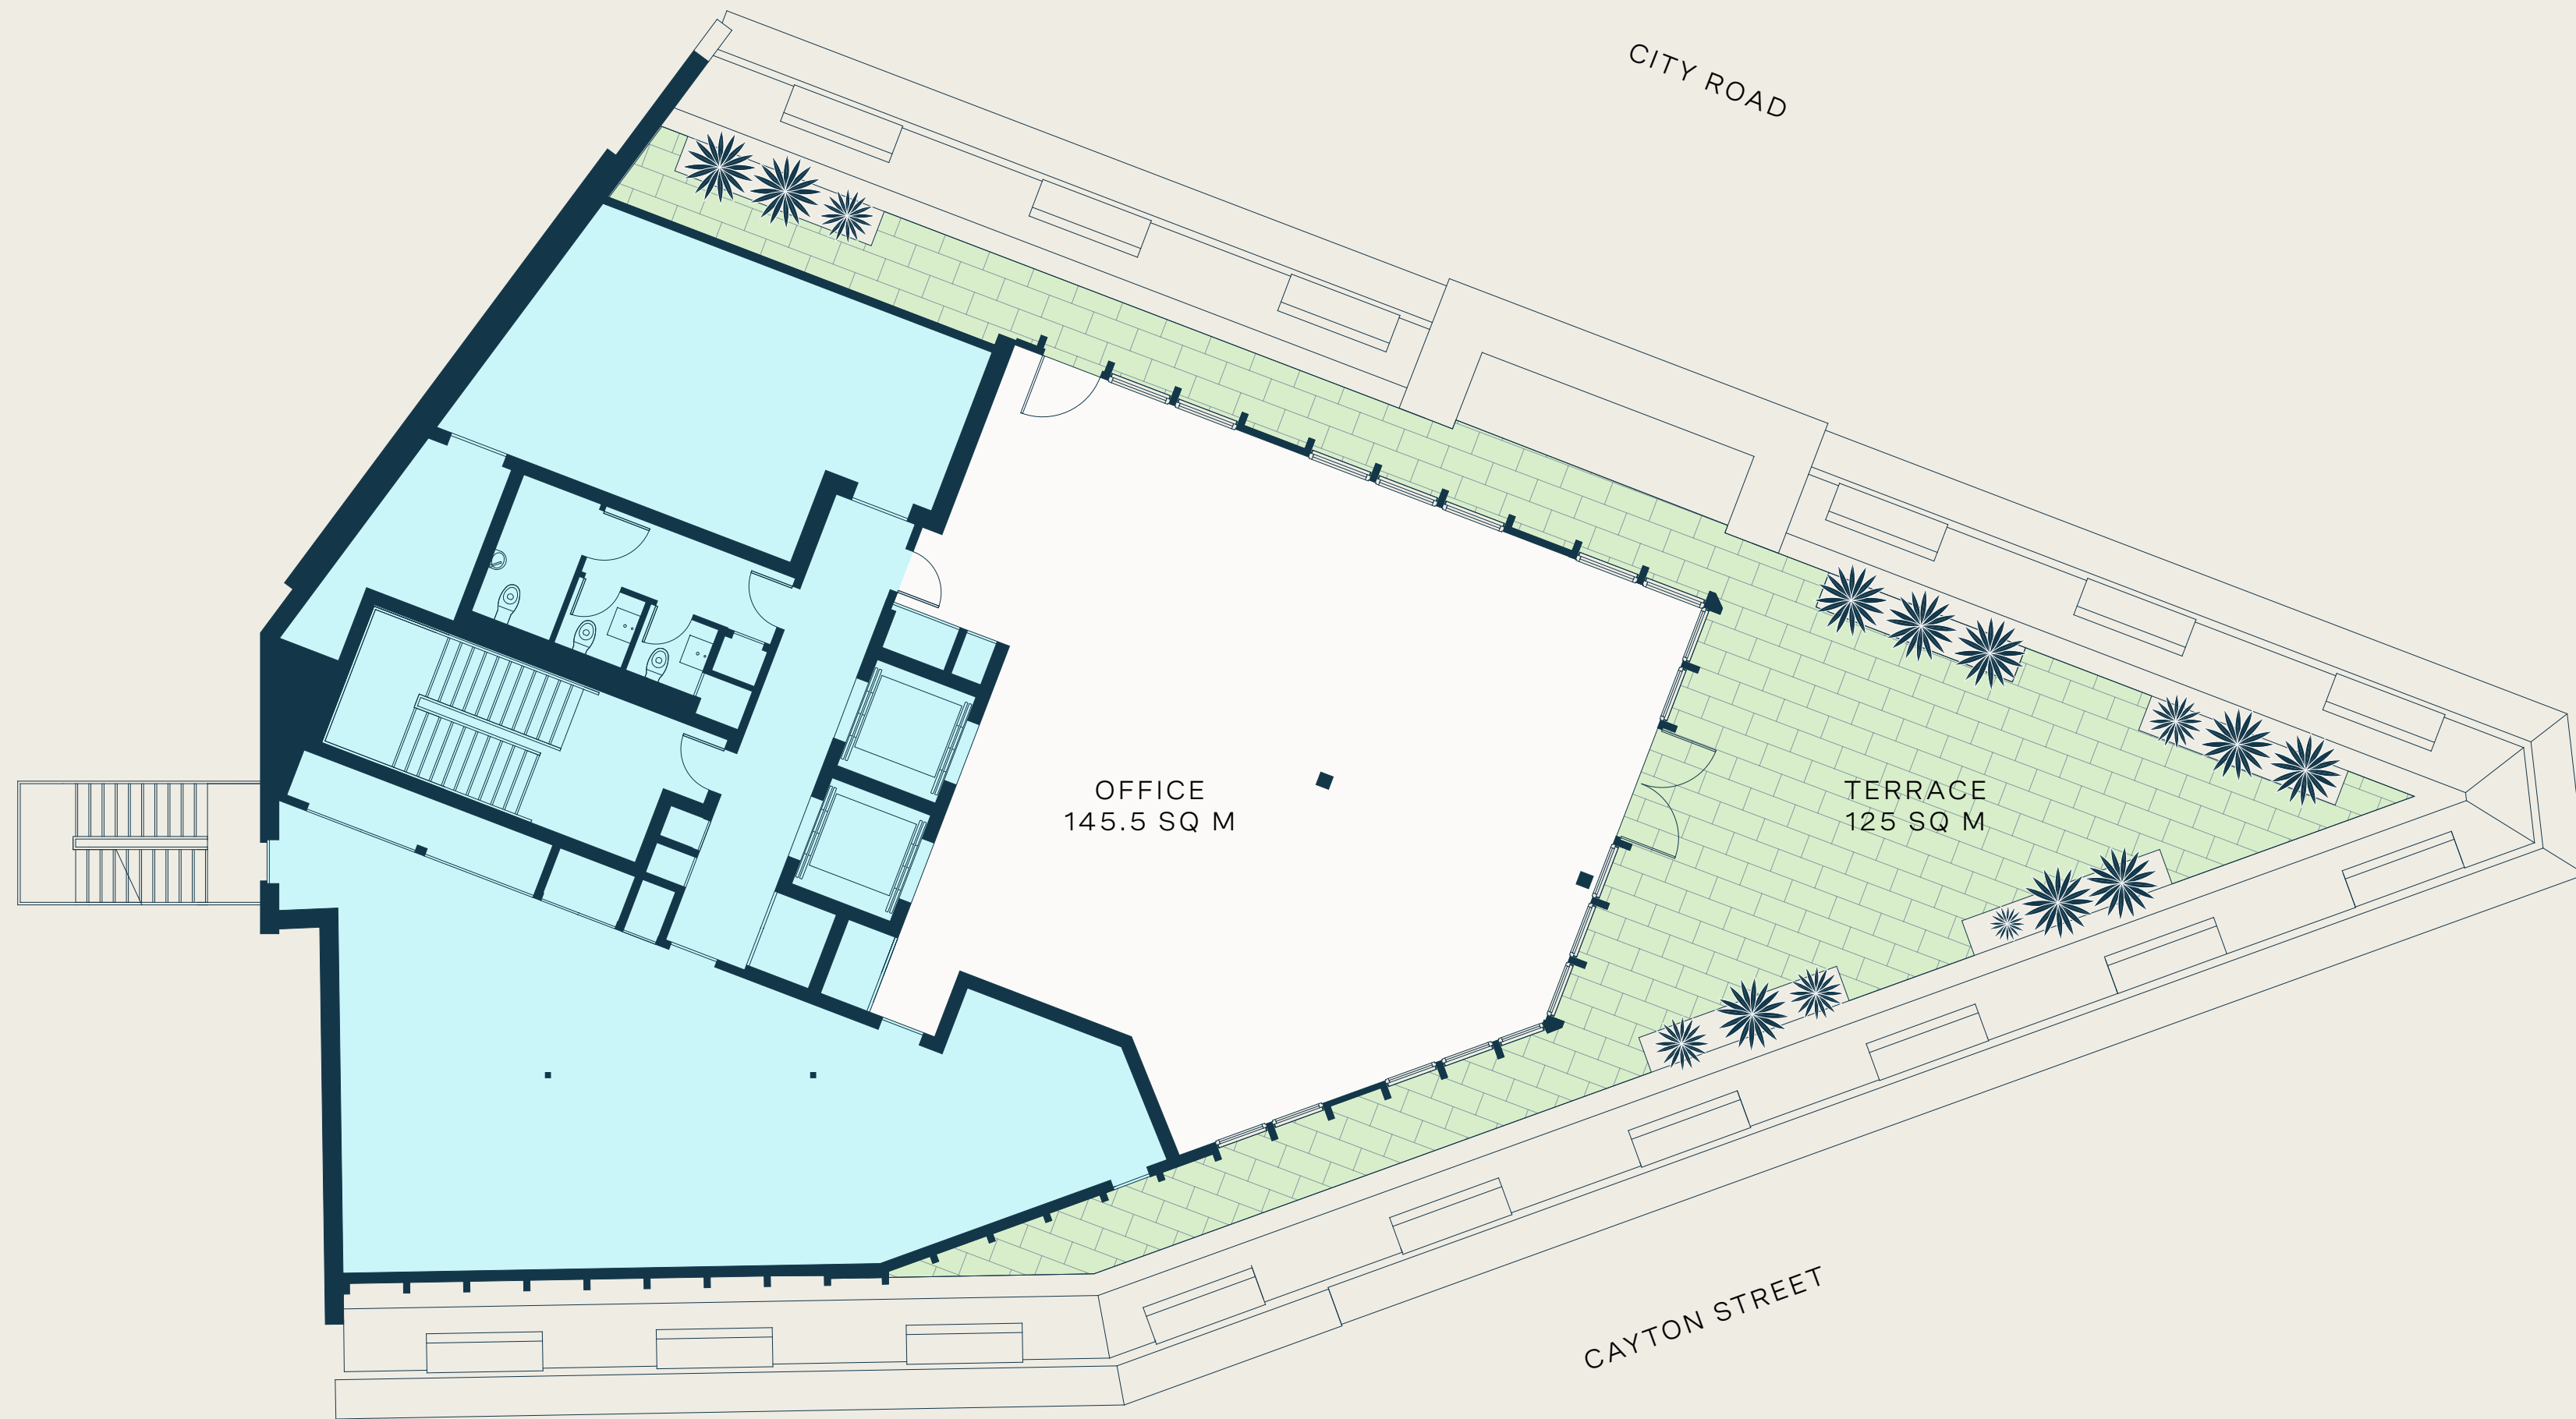 CITY ROAD
OFFICE
145.5 SQ M
TERRACE
125 SQ M
CAYTON STREET